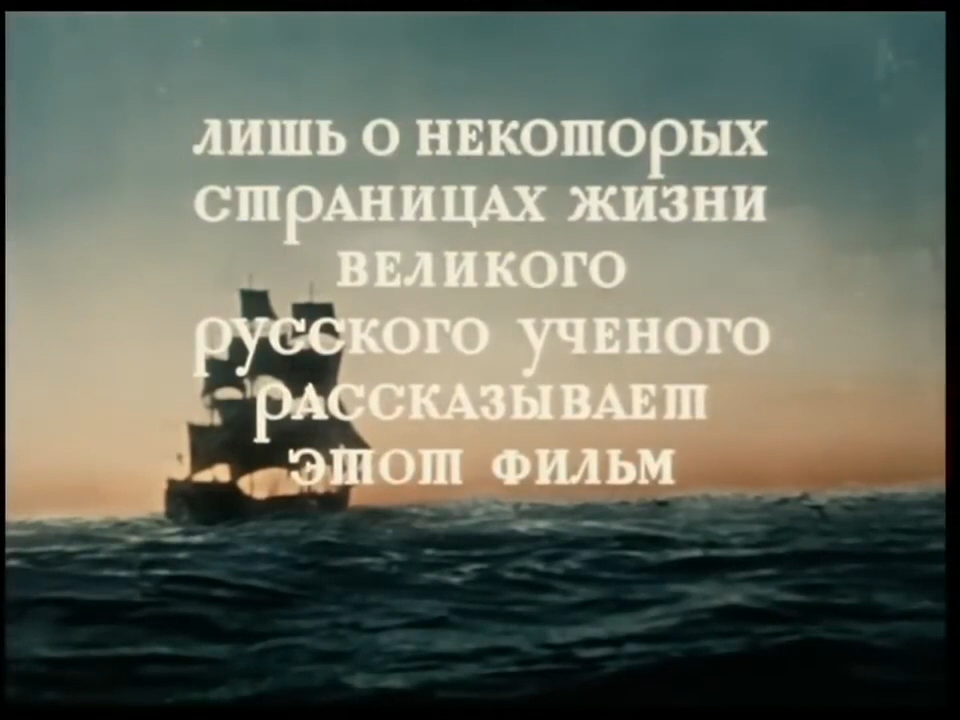 ЛИШЬ О НЕКОТОРЫХ
СТРАНИЦАХ ЖИЗНИ
ВЕЛИКОГО
РУССКОГО УЧЕНОГО
РАССКАЗЫВАЕТ
ЭТОТ ФИЛЬМ